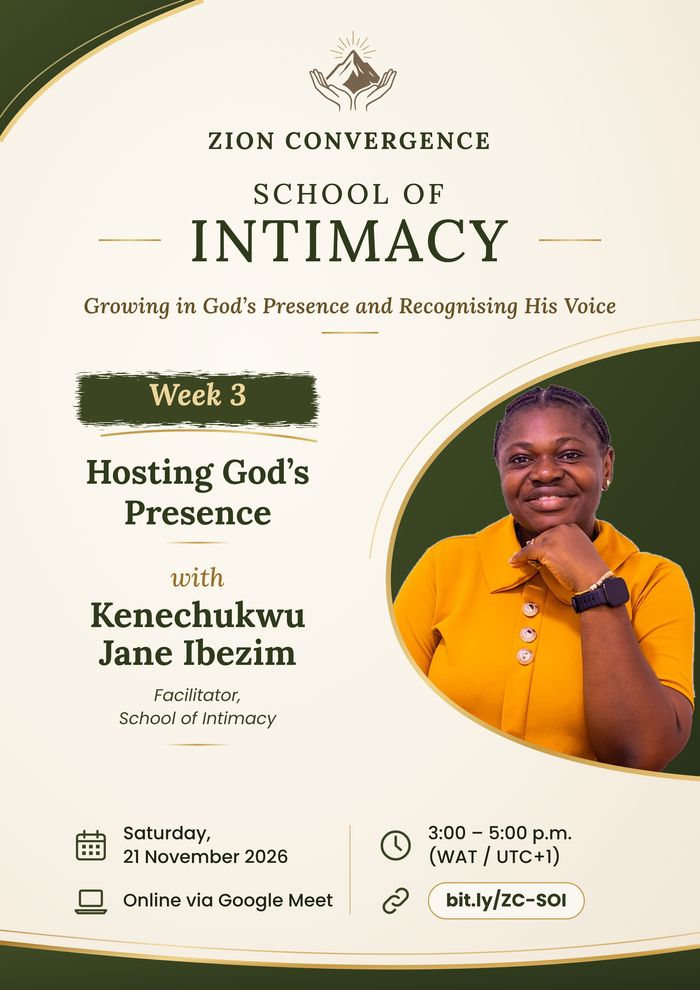 ZION CONVERGENCE
SCHOOL OF
INTIMACY
Growing in God’s Presence and Recognising His Voice
Week 3
Hosting God’s
Presence
with
Kenechukwu
Jane Ibezim
Facilitator,
School of Intimacy
Saturday,
21 November 2026
Online via Google Meet
3:00 – 5:00 p.m.
(WAT / UTC+1)
bit.ly/ZC-SOI